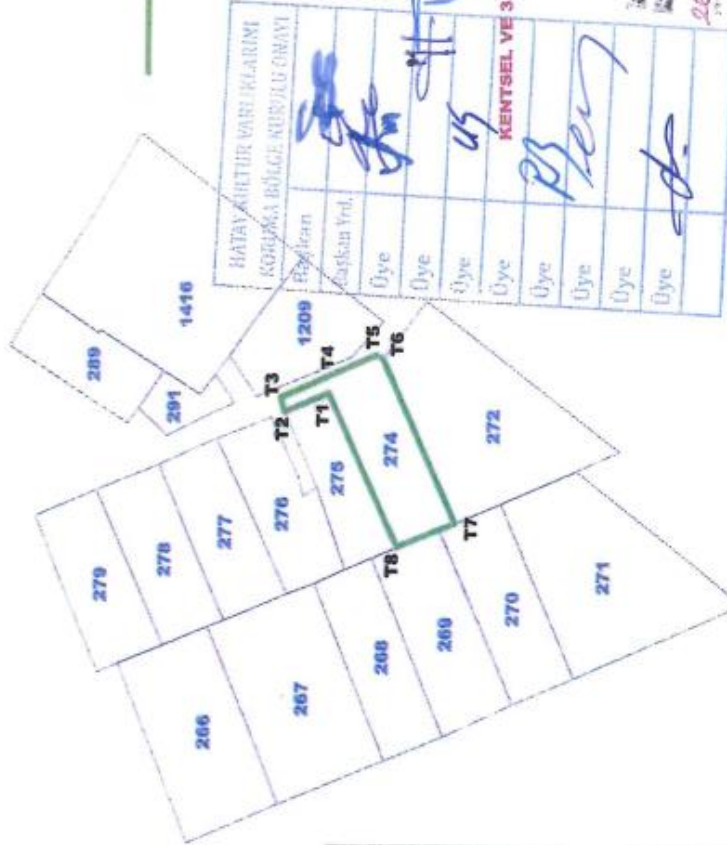 HATAY KÜLTÜR VARLIKLARINI
KORUMA BÖLGE KURULU ONAYI
Başkan
Başkan Yrd.
Üye
Üye
Üye
Üye
Üye
Üye
Üye
KENTSEL VE 3
289
1416
291
1209
T3
T4
T5
T6
T2
T1
279
278
277
276
275
274
272
T8
T7
266
267
268
269
270
271